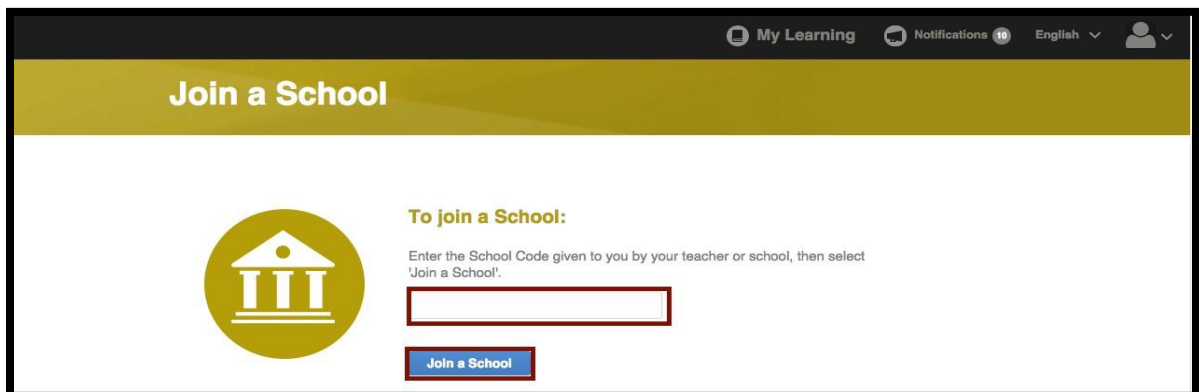 My Learning Notifications 10 English
Join a School
To join a School:
Enter the School Code given to you by your teacher or school, then select
'Join a School'.
Join a School